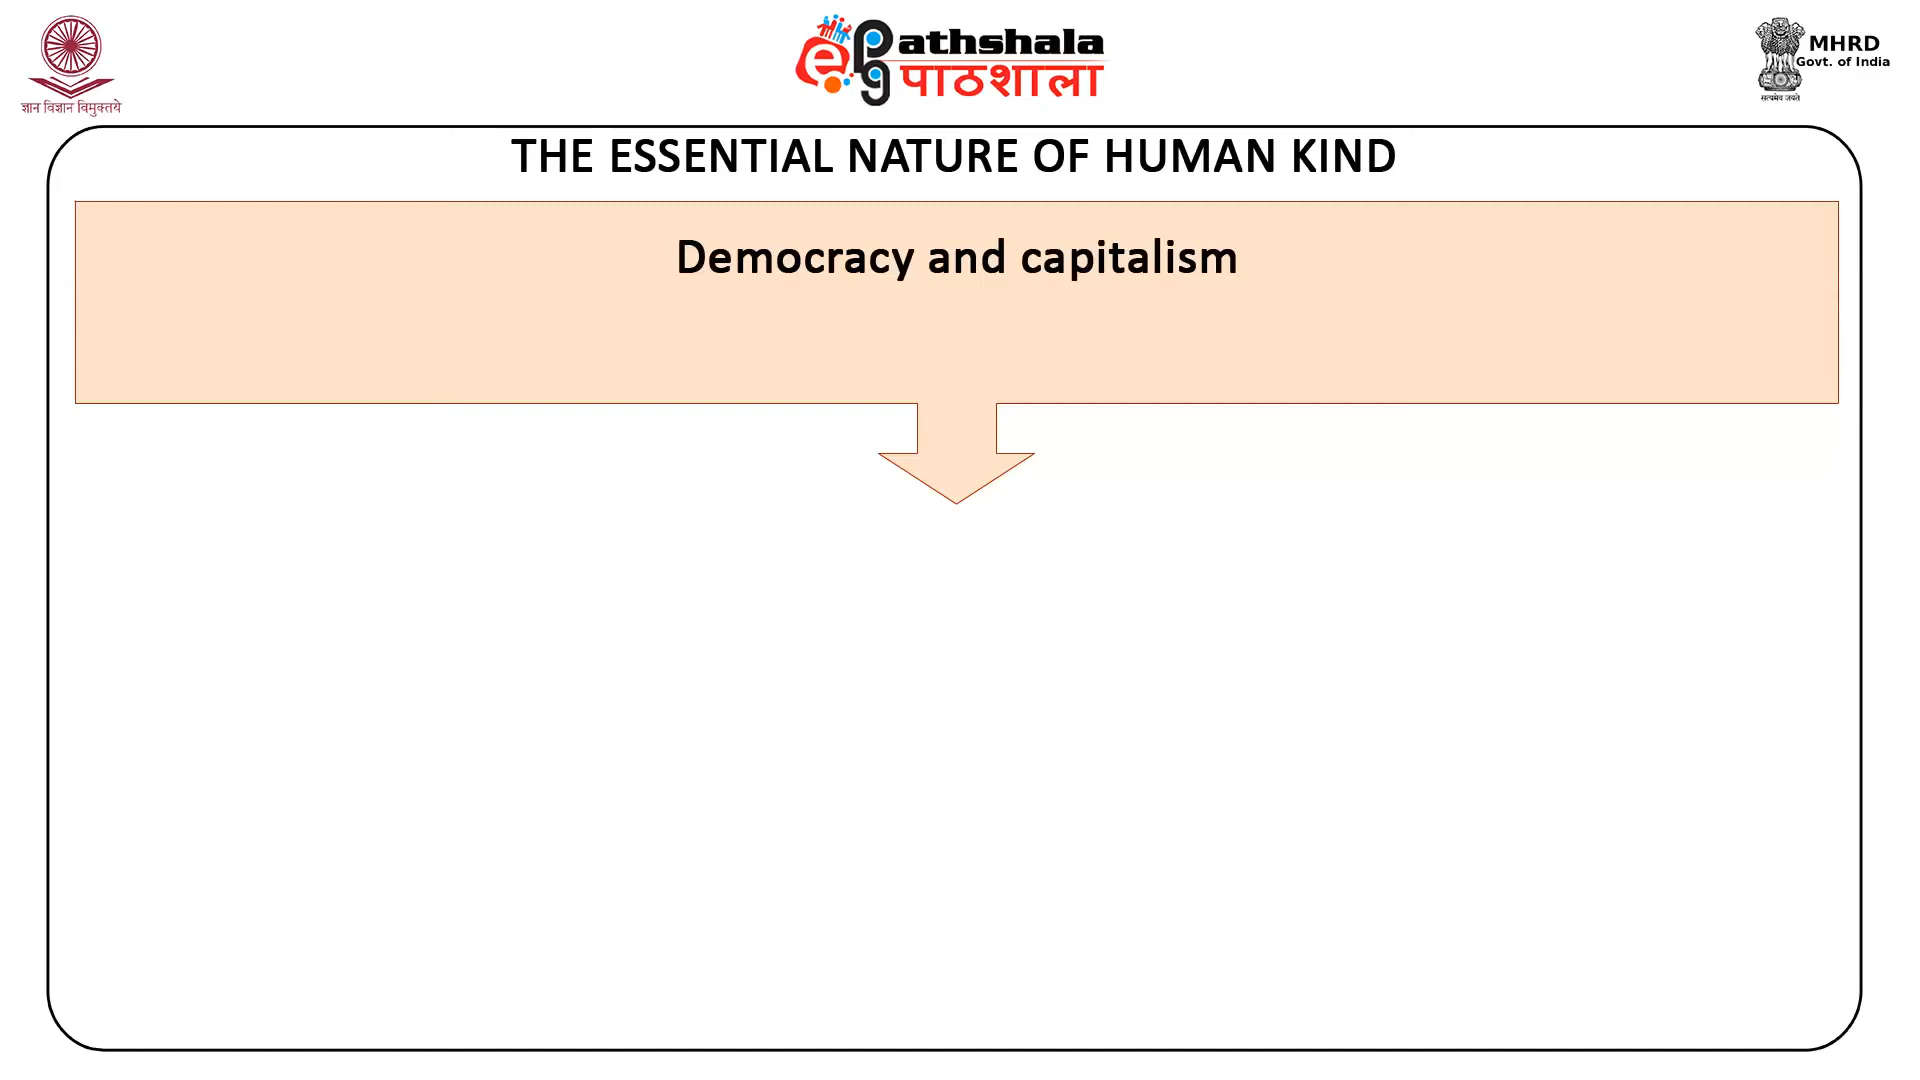 ज्ञान विज्ञान विमुक्तये
ePG Pathshala
पाठशाला
MHRD
Govt. of India
सत्यमेव जयते
THE ESSENTIAL NATURE OF HUMAN KIND
Democracy and capitalism